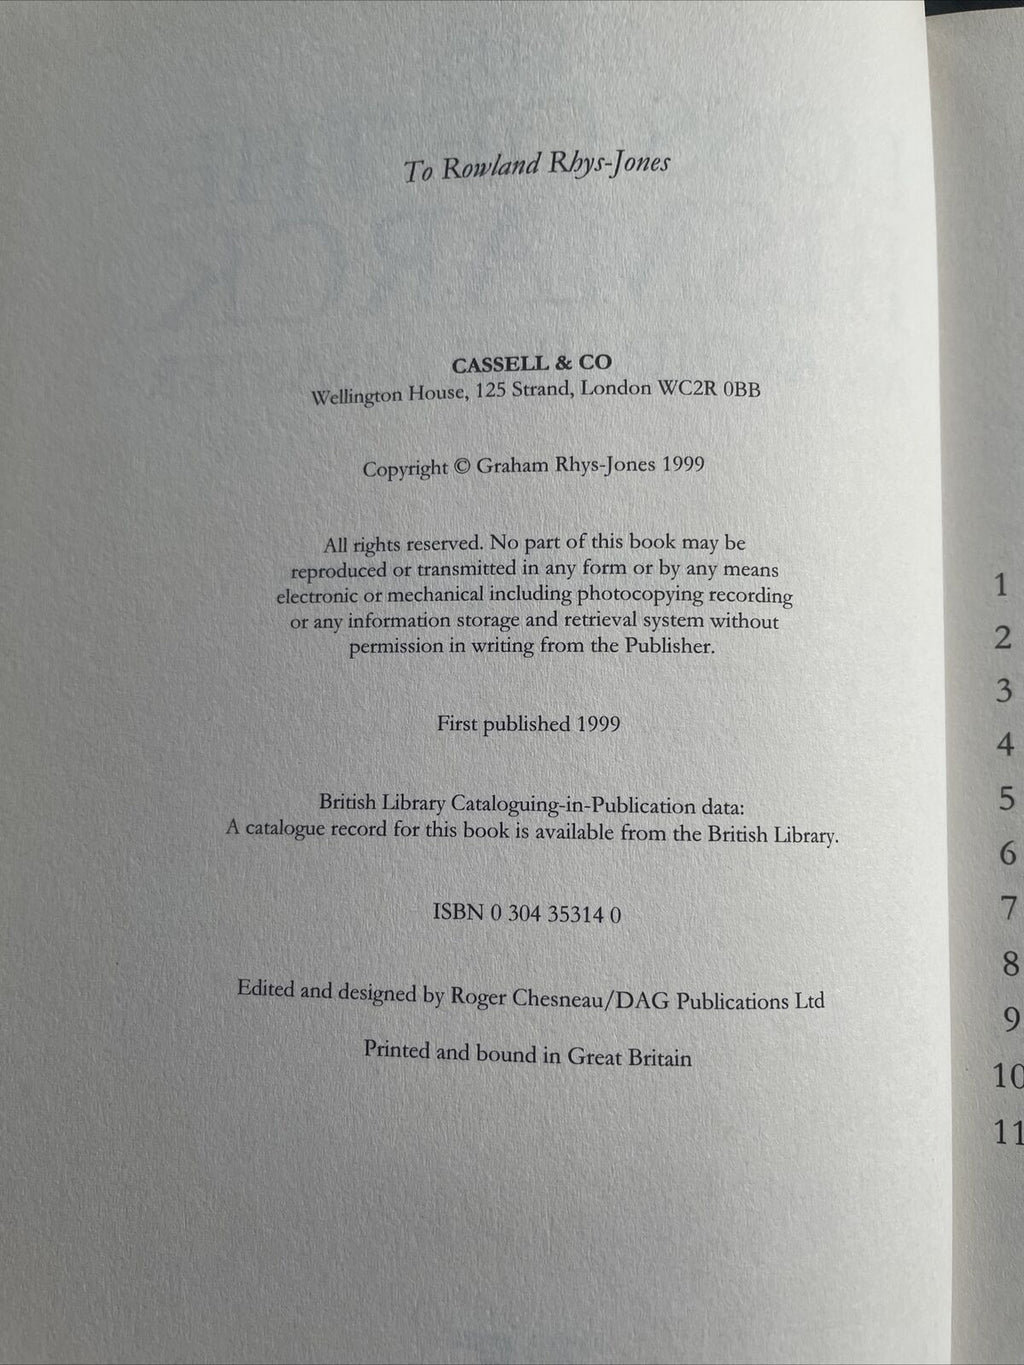 To Rowland Rhys-Jones
CASSELL & CO
Wellington House, 125 Strand, London WC2R 0BB
Copyright © Graham Rhys-Jones 1999
All rights reserved. No part of this book may be
reproduced or transmitted in any form or by any means
electronic or mechanical including photocopying recording
or any information storage and retrieval system without
permission in writing from the Publisher.
First published 1999
British Library Cataloguing-in-Publication data:
A catalogue record for this book is available from the British Library.
ISBN 0 304 35314 0
Edited and designed by Roger Chesneau/DAG Publications Ltd
Printed and bound in Great Britain
1
2
3
4
5
6
7
8
9
10
11